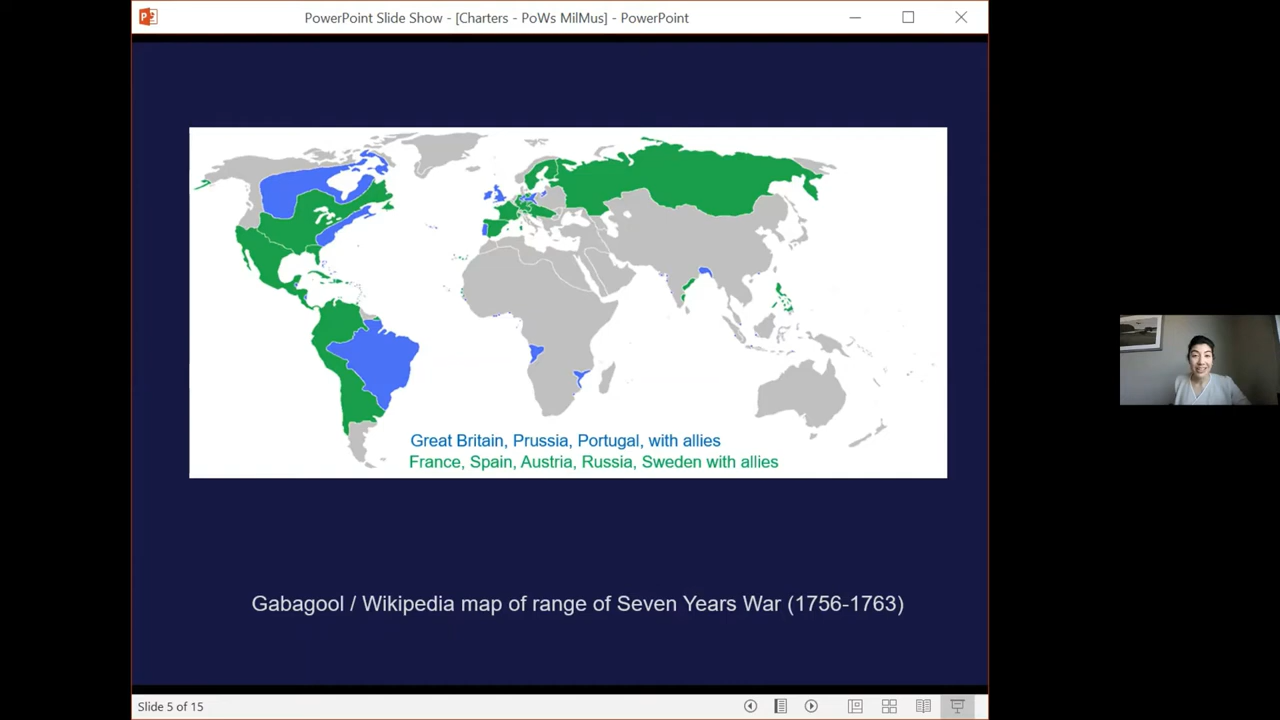 PowerPoint Slide Show - [Charters - PoWs MilMus] - PowerPoint
Great Britain, Prussia, Portugal, with allies
France, Spain, Austria, Russia, Sweden with allies
Gabagool / Wikipedia map of range of Seven Years War (1756-1763)
Slide 5 of 15